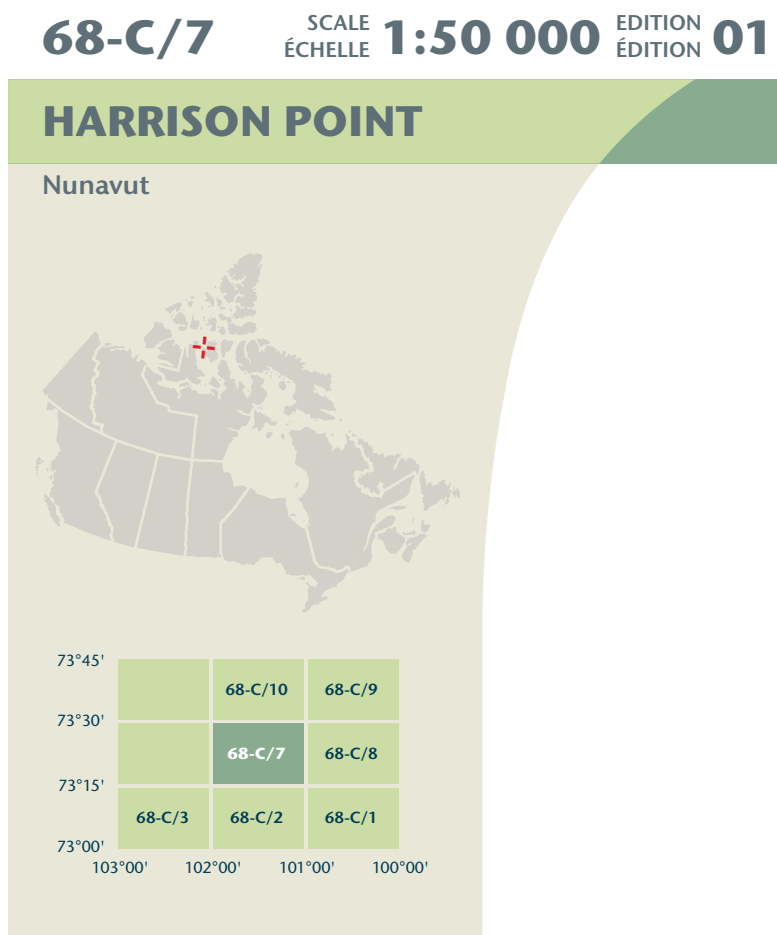 68-C/7 SCALE ÉCHELLE 1:50 000 EDITION ÉDITION 01
HARRISON POINT
Nunavut
73°45'
68-C/10 68-C/9
73°30'
68-C/7 68-C/8
73°15'
68-C/3 68-C/2 68-C/1
73°00'
103°00' 102°00' 101°00' 100°00'